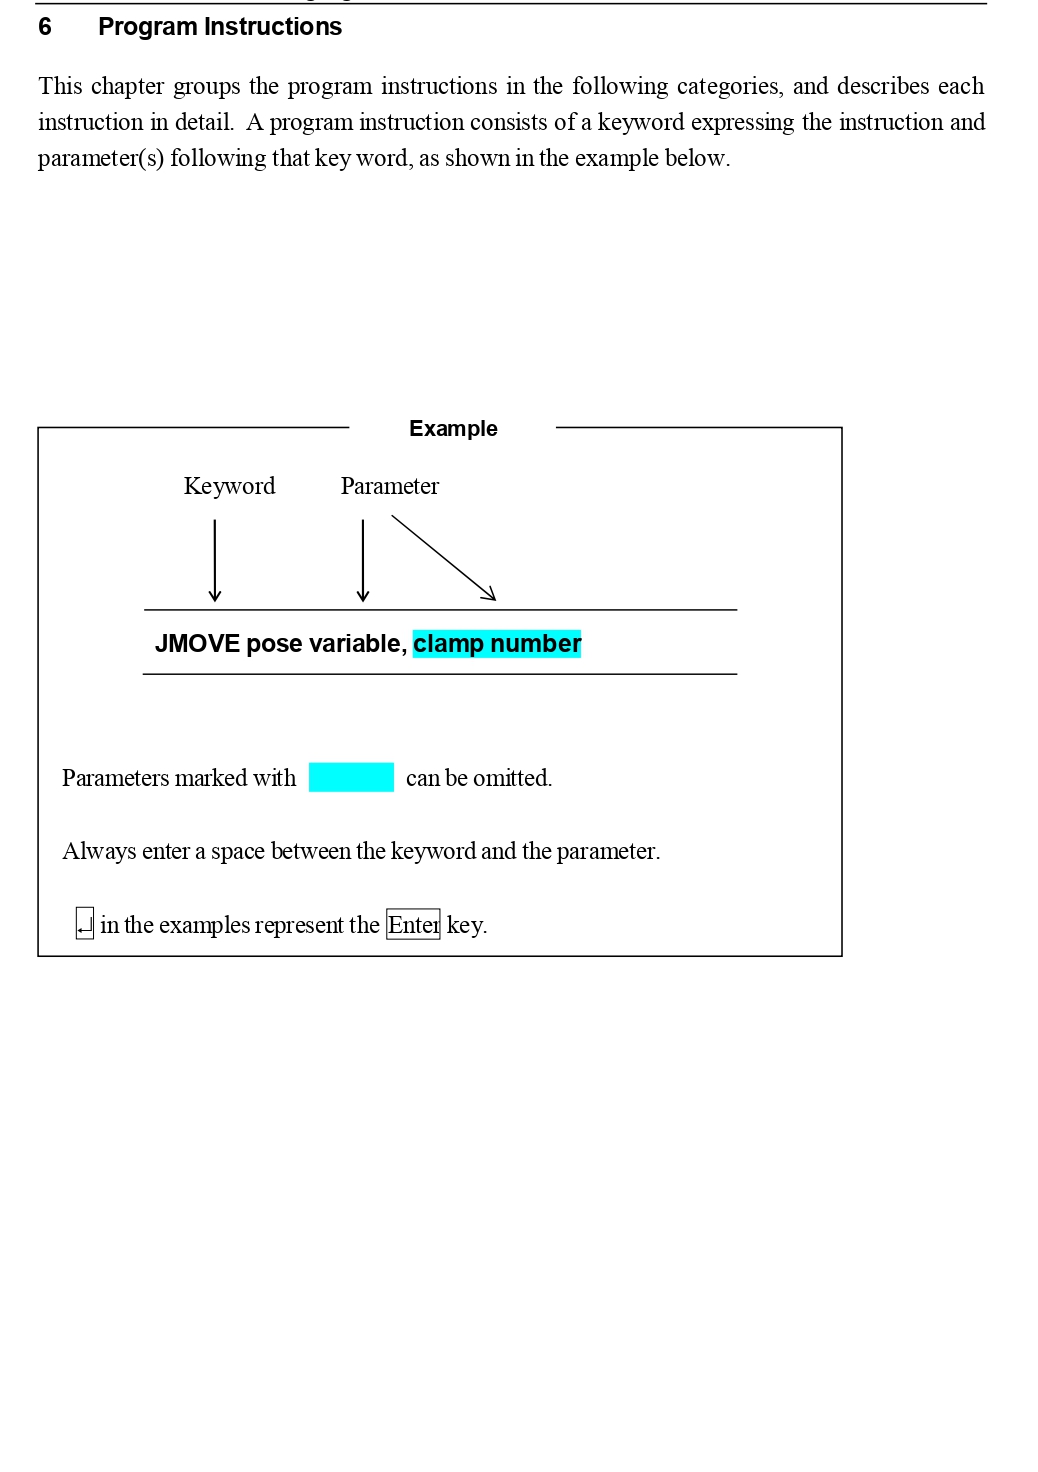 6 Program Instructions
This chapter groups the program instructions in the following categories, and describes each
instruction in detail. A program instruction consists of a keyword expressing the instruction and
parameter(s) following that key word, as shown in the example below.
Example
Keyword Parameter
JMOVE pose variable, clamp number
Parameters marked with can be omitted.
Always enter a space between the keyword and the parameter.
↵ in the examples represent the Enter key.